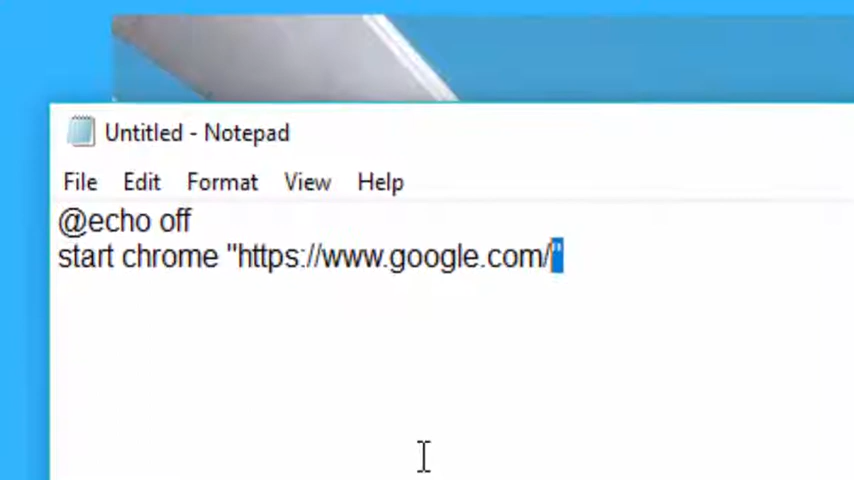 Untitled - Notepad
File Edit Format View Help
@echo off
start chrome "https://www.google.com/"